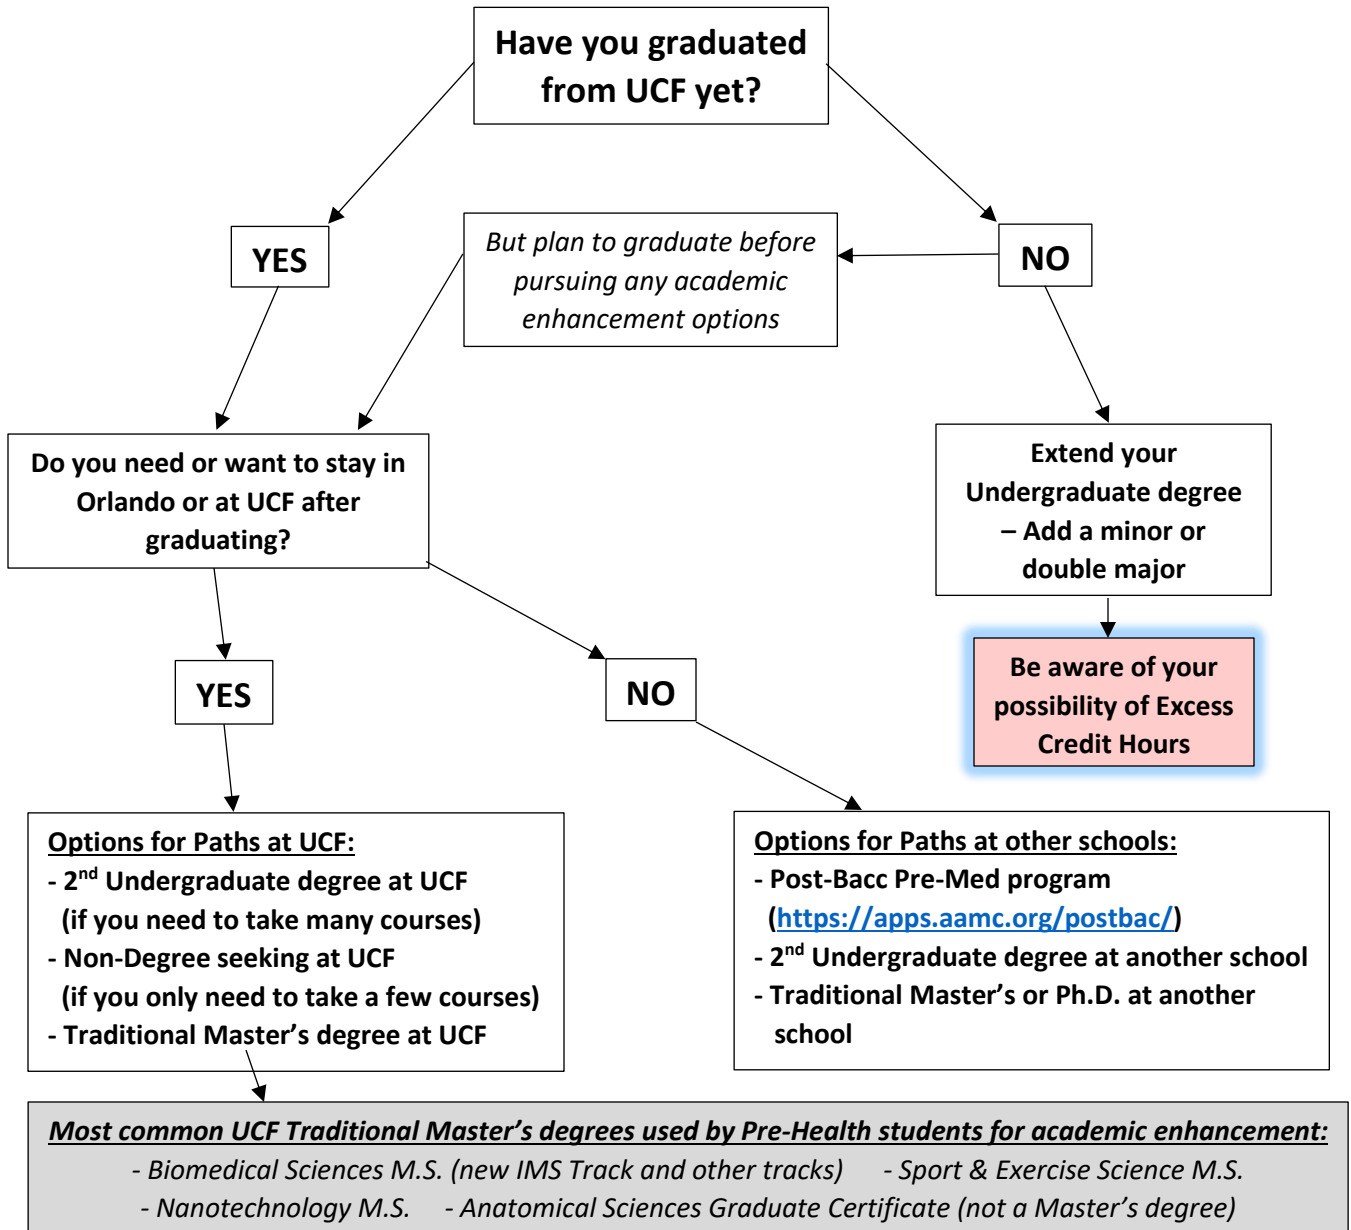 Have you graduated
from UCF yet?
YES
But plan to graduate before
pursuing any academic
enhancement options
NO
Do you need or want to stay in
Orlando or at UCF after
graduating?
Extend your
Undergraduate degree
– Add a minor or
double major
YES
NO
Be aware of your
possibility of Excess
Credit Hours
Options for Paths at UCF:
- 2nd Undergraduate degree at UCF
(if you need to take many courses)
- Non-Degree seeking at UCF
(if you only need to take a few courses)
- Traditional Master’s degree at UCF
Options for Paths at other schools:
- Post-Bacc Pre-Med program
(https://apps.aamc.org/postbac/)
- 2nd Undergraduate degree at another school
- Traditional Master’s or Ph.D. at another
school
Most common UCF Traditional Master’s degrees used by Pre-Health students for academic enhancement:
- Biomedical Sciences M.S. (new IMS Track and other tracks) - Sport & Exercise Science M.S.
- Nanotechnology M.S. - Anatomical Sciences Graduate Certificate (not a Master’s degree)